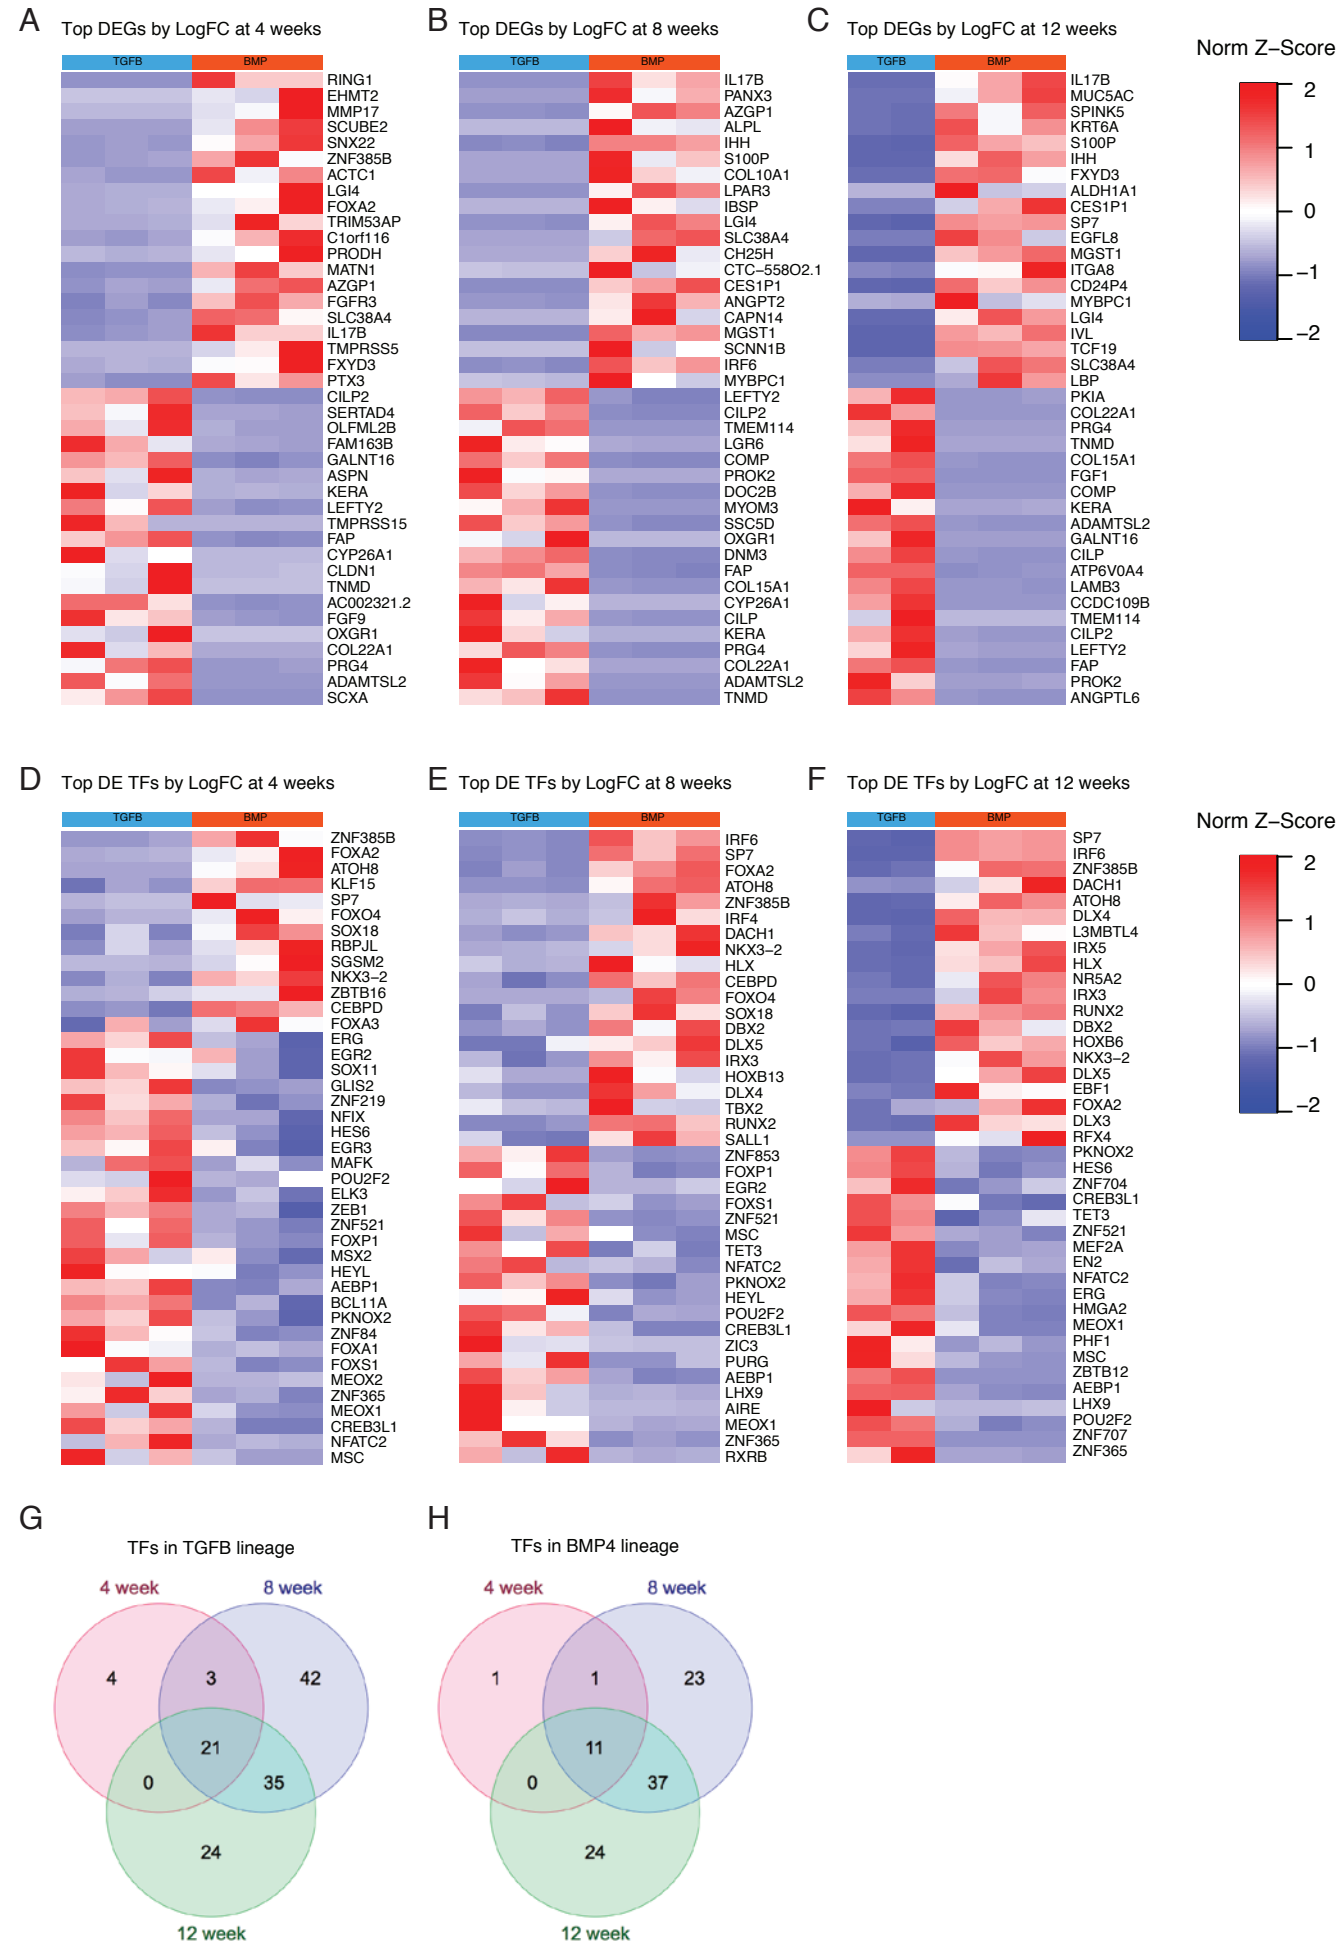 A Top DEGs by LogFC at 4 weeks
TGFB BMP
RING1
EHMT2
MMP17
SCUBE2
SNX22
ZNF385B
ACTC1
LGI4
FOXA2
TRIM53AP
C1orf116
PRODH
MATN1
AZGP1
FGFR3
SLC38A4
IL17B
TMPRSS5
FXYD3
PTX3
CILP2
SERTAD4
OLFML2B
FAM163B
GALNT16
ASPN
KERA
LEFTY2
TMPRSS15
FAP
CYP26A1
CLDN1
TNMD
AC002321.2
FGF9
OXGR1
COL22A1
PRG4
ADAMTSL2
SCXA
B Top DEGs by LogFC at 8 weeks
TGFB BMP
IL17B
PANX3
AZGP1
ALPL
IHH
S100P
COL10A1
LPAR3
IBSP
LGI4
SLC38A4
CH25H
CTC−558O2.1
CES1P1
ANGPT2
CAPN14
MGST1
SCNN1B
IRF6
MYBPC1
LEFTY2
CILP2
TMEM114
LGR6
COMP
PROK2
DOC2B
MYOM3
SSC5D
OXGR1
DNM3
FAP
COL15A1
CYP26A1
CILP
KERA
PRG4
COL22A1
ADAMTSL2
TNMD
C Top DEGs by LogFC at 12 weeks
TGFB BMP
IL17B
MUC5AC
SPINK5
KRT6A
S100P
IHH
FXYD3
ALDH1A1
CES1P1
SP7
EGFL8
MGST1
ITGA8
CD24P4
MYBPC1
LGI4
IVL
TCF19
SLC38A4
LBP
PKIA
COL22A1
PRG4
TNMD
COL15A1
FGF1
COMP
KERA
ADAMTSL2
GALNT16
CILP
ATP6V0A4
LAMB3
CCDC109B
TMEM114
CILP2
LEFTY2
FAP
PROK2
ANGPTL6
Norm Z−Score
2
1
0
−1
−2
D Top DE TFs by LogFC at 4 weeks
TGFB BMP
ZNF385B
FOXA2
ATOH8
KLF15
SP7
FOXO4
SOX18
RBPJL
SGSM2
NKX3−2
ZBTB16
CEBPD
FOXA3
ERG
EGR2
SOX11
GLIS2
ZNF219
NFIX
HES6
EGR3
MAFK
POU2F2
ELK3
ZEB1
ZNF521
FOXP1
MSX2
HEYL
AEBP1
BCL11A
PKNOX2
ZNF84
FOXA1
FOXS1
MEOX2
ZNF365
MEOX1
CREB3L1
NFATC2
MSC
E Top DE TFs by LogFC at 8 weeks
TGFB BMP
IRF6
SP7
FOXA2
ATOH8
ZNF385B
IRF4
DACH1
NKX3−2
HLX
CEBPD
FOXO4
SOX18
DBX2
DLX5
IRX3
HOXB13
DLX4
TBX2
RUNX2
SALL1
ZNF853
FOXP1
EGR2
FOXS1
ZNF521
MSC
TET3
NFATC2
PKNOX2
HEYL
POU2F2
CREB3L1
ZIC3
PURG
AEBP1
LHX9
AIRE
MEOX1
ZNF365
RXRB
F Top DE TFs by LogFC at 12 weeks
TGFB BMP
SP7
IRF6
ZNF385B
DACH1
ATOH8
DLX4
L3MBTL4
IRX5
HLX
NR5A2
IRX3
RUNX2
DBX2
HOXB6
NKX3−2
DLX5
EBF1
FOXA2
DLX3
RFX4
PKNOX2
HES6
ZNF704
CREB3L1
TET3
ZNF521
MEF2A
EN2
NFATC2
ERG
HMGA2
MEOX1
PHF1
MSC
ZBTB12
AEBP1
LHX9
POU2F2
ZNF707
ZNF365
Norm Z−Score
2
1
0
−1
−2
G
TFs in TGFB lineage
4 week 8 week
4 3 42
21
0 35
24
12 week
H
TFs in BMP4 lineage
4 week 8 week
1 1 23
11
0 37
24
12 week